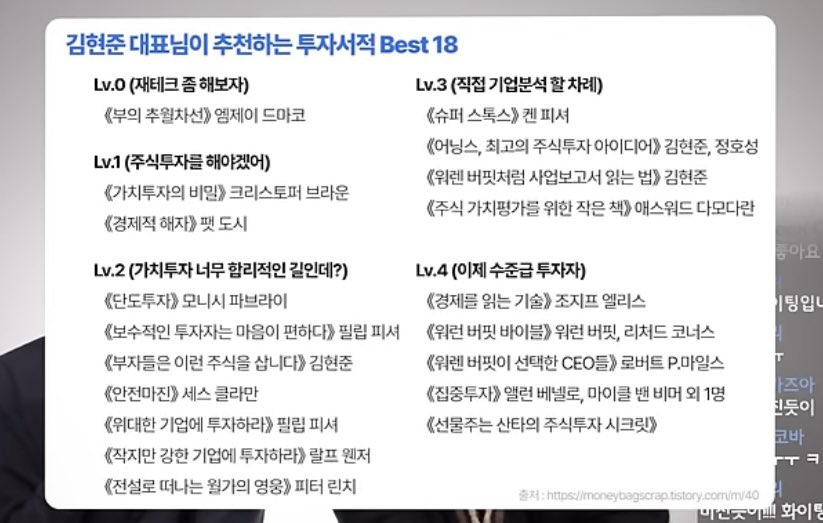 김현준 대표님이 추천하는 투자서적 Best 18
Lv.0 (재테크 좀 해보자)
《부의 추월차선》 엠제이 드마코
Lv.1 (주식투자를 해야겠어)
《가치투자의 비밀》 크리스토퍼 브라운
《경제적 해자》 팻 도시
Lv.2 (가치투자 너무 합리적인 길인데?)
《단도투자》 모니시 파브라이
《보수적인 투자자는 마음이 편하다》 필립 피셔
《부자들은 이런 주식을 삽니다》 김현준
《안전마진》 세스 클라만
《위대한 기업에 투자하라》 필립 피셔
《작지만 강한 기업에 투자하라》 랄프 웬저
《전설로 떠나는 월가의 영웅》 피터 린치
Lv.3 (직접 기업분석 할 차례)
《슈퍼 스톡스》 켄 피셔
《어닝스, 최고의 주식투자 아이디어》 김현준, 정호성
《워렌 버핏처럼 사업보고서 읽는 법》 김현준
《주식 가치평가를 위한 작은 책》 애스워드 다모다란
Lv.4 (이제 수준급 투자자)
《경제를 읽는 기술》 조지프 엘리스
《워런 버핏 바이블》 워런 버핏, 리처드 코너스
《워렌 버핏이 선택한 CEO들》 로버트 P.마일스
《집중투자》 앨런 베넬로, 마이클 밴 비머 외 1명
《선물주는 산타의 주식투자 시크릿》
출처 : https://moneybagscrap.tistory.com/m/40
좋아요
이팅입니
ㅜ
가즈아
진듯이
코바
ㅜㅜ ㅋ
미친듯이!!!! 화이팅